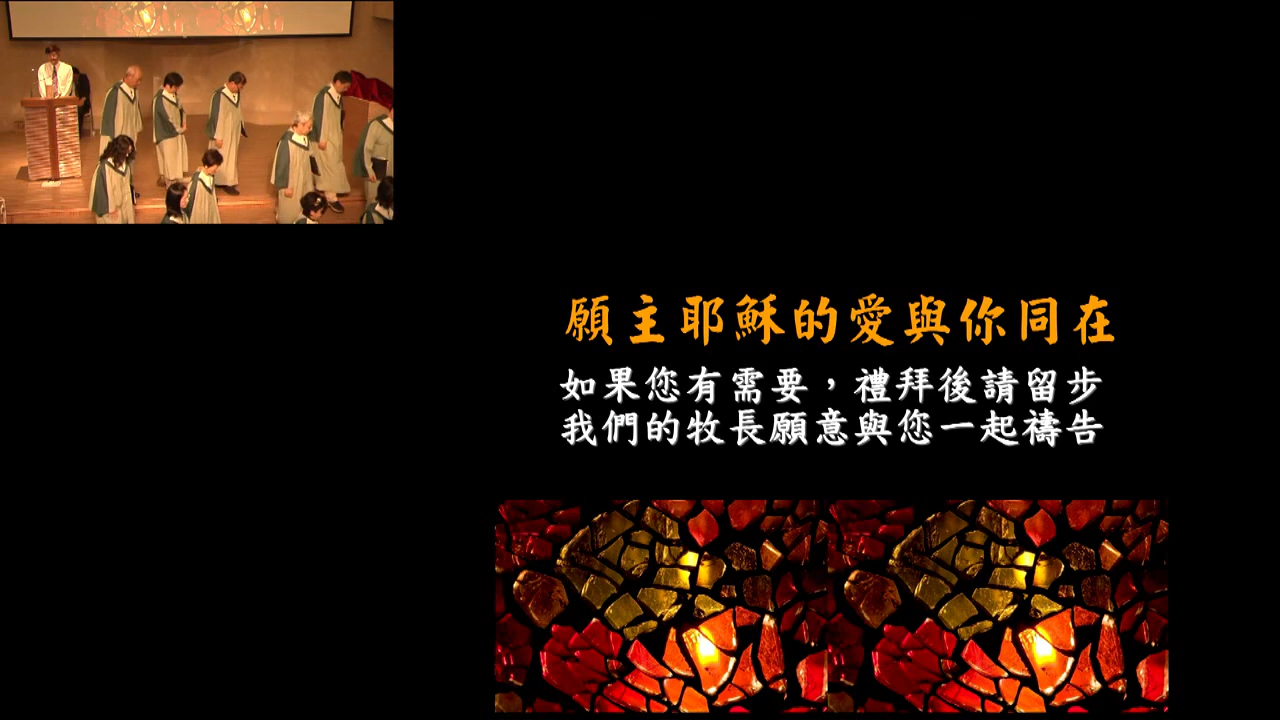 願主耶穌的愛與你同在
如果您有需要，禮拜後請留步
我們的牧長願意與您一起禱告